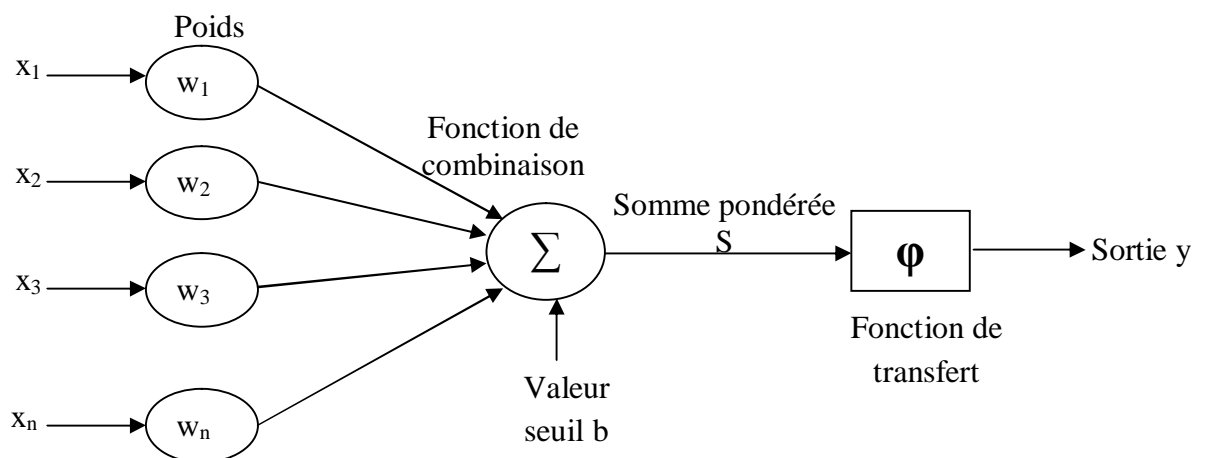 Poids
x1
w1
Fonction de
combinaison
x2
w2
Somme pondérée
S
∑
φ
Sortie y
x3
w3
Fonction de
transfert
Valeur
seuil b
xn
wn